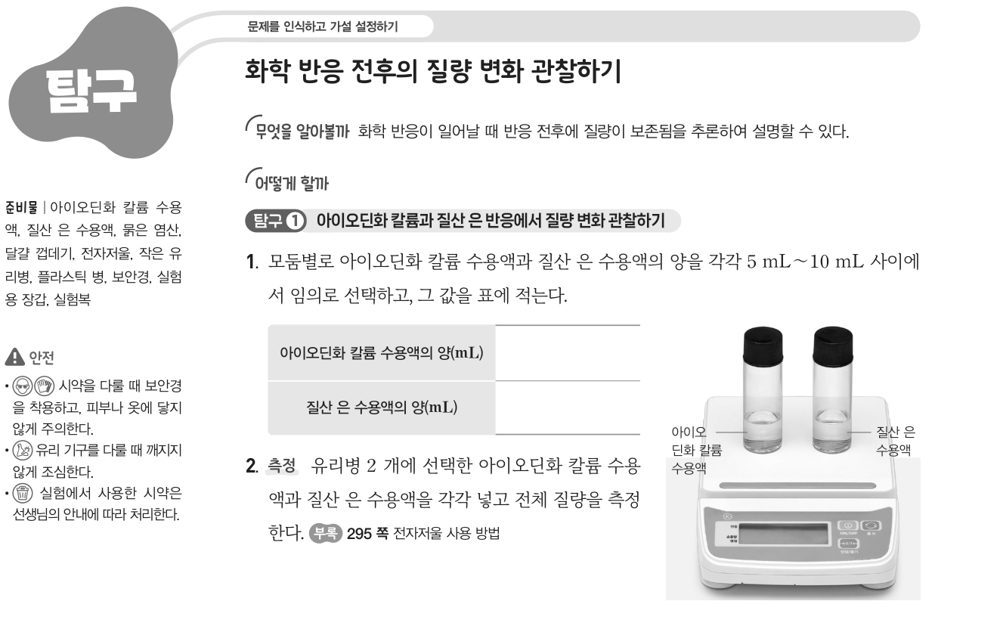 문제를 인식하고 가설 설정하기
탐구
화학 반응 전후의 질량 변화 관찰하기
무엇을 알아볼까 화학 반응이 일어날 때 반응 전후에 질량이 보존됨을 추론하여 설명할 수 있다.
어떻게 할까
준비물 | 아이오딘화 칼륨 수용
액, 질산 은 수용액, 묽은 염산,
달걀 껍데기, 전자저울, 작은 유
리병, 플라스틱 병, 보안경, 실험
용 장갑, 실험복
안전
• 시약을 다룰 때 보안경
을 착용하고, 피부나 옷에 닿지
않게 주의한다.
• 유리 기구를 다룰 때 깨지지
않게 조심한다.
• 실험에서 사용한 시약은
선생님의 안내에 따라 처리한다.
탐구 1 아이오딘화 칼륨과 질산 은 반응에서 질량 변화 관찰하기
1. 모둠별로 아이오딘화 칼륨 수용액과 질산 은 수용액의 양을 각각 5 mL~10 mL 사이에
서 임의로 선택하고, 그 값을 표에 적는다.
아이오딘화 칼륨 수용액의 양(mL)
질산 은 수용액의 양(mL)
2. 측정 유리병 2 개에 선택한 아이오딘화 칼륨 수용
액과 질산 은 수용액을 각각 넣고 전체 질량을 측정
한다. 부록 295 쪽 전자저울 사용 방법
아이오
딘화 칼륨
수용액
질산 은
수용액